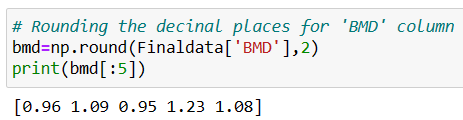 # Rounding the decinal places for 'BMD' column
bmd=np.round(Finaldata['BMD'],2)
print(bmd[:5])
[0.96 1.09 0.95 1.23 1.08]